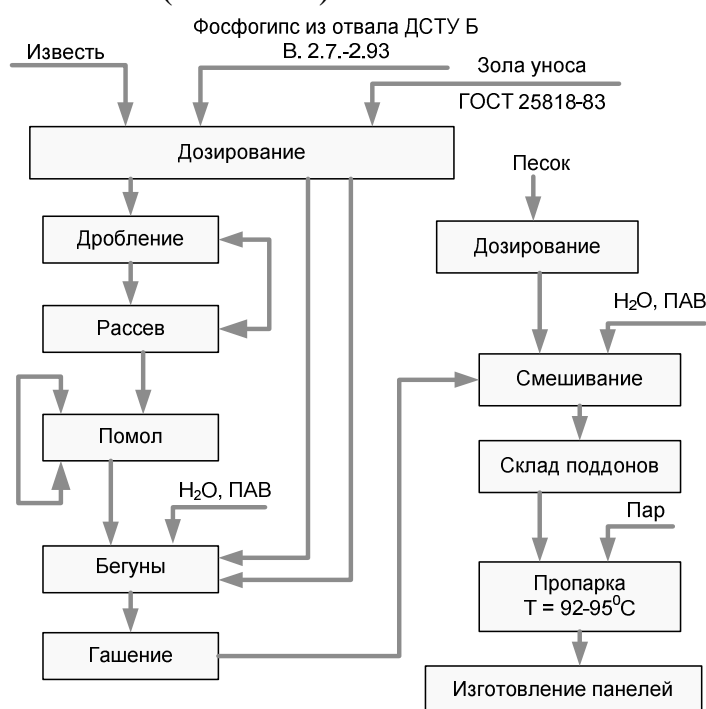 Фосфогипс из отвала ДСТУ Б
В. 2.7.-2.93
Известь
Зола уноса
ГОСТ 25818-83
Дозирование
Песок
Дробление
Дозирование
H₂O, ПАВ
Рассев
Смешивание
Помол
Склад поддонов
H₂O, ПАВ
Пар
Бегуны
Пропарка
T = 92-95⁰C
Гашение
Изготовление панелей